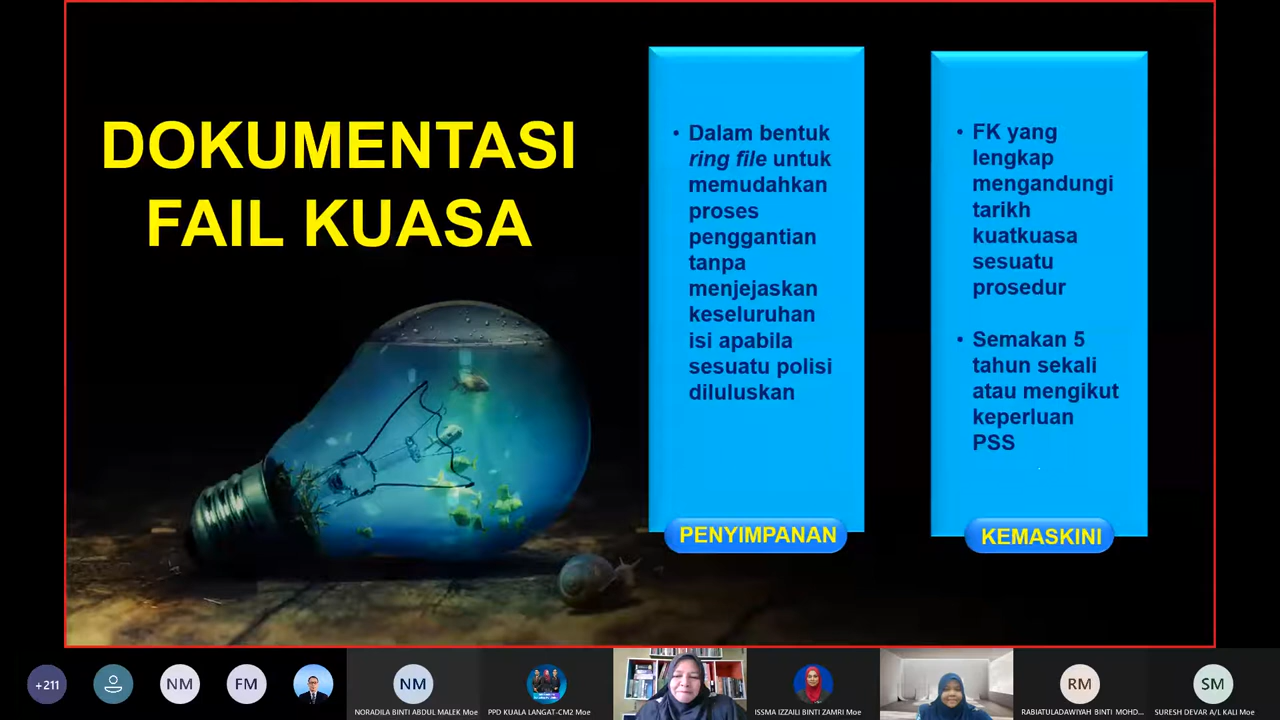 DOKUMENTASI
FAIL KUASA
• Dalam bentuk
ring file untuk
memudahkan
proses
penggantian
tanpa
menjejaskan
keseluruhan
isi apabila
sesuatu polisi
diluluskan
PENYIMPANAN
• FK yang
lengkap
mengandungi
tarikh
kuatkuasa
sesuatu
prosedur
• Semakan 5
tahun sekali
atau mengikut
keperluan
PSS
KEMASKINI
+211
NM
FM
NM
NORADILA BINTI ABDUL MALEK Moe
PPD KUALA LANGAT-CM2 Moe
ISSMA IZZAILI BINTI ZAMRI Moe
RM
RABIATULADAWIYAH BINTI MOHD...
SM
SURESH DEVAR A/L KALI Moe